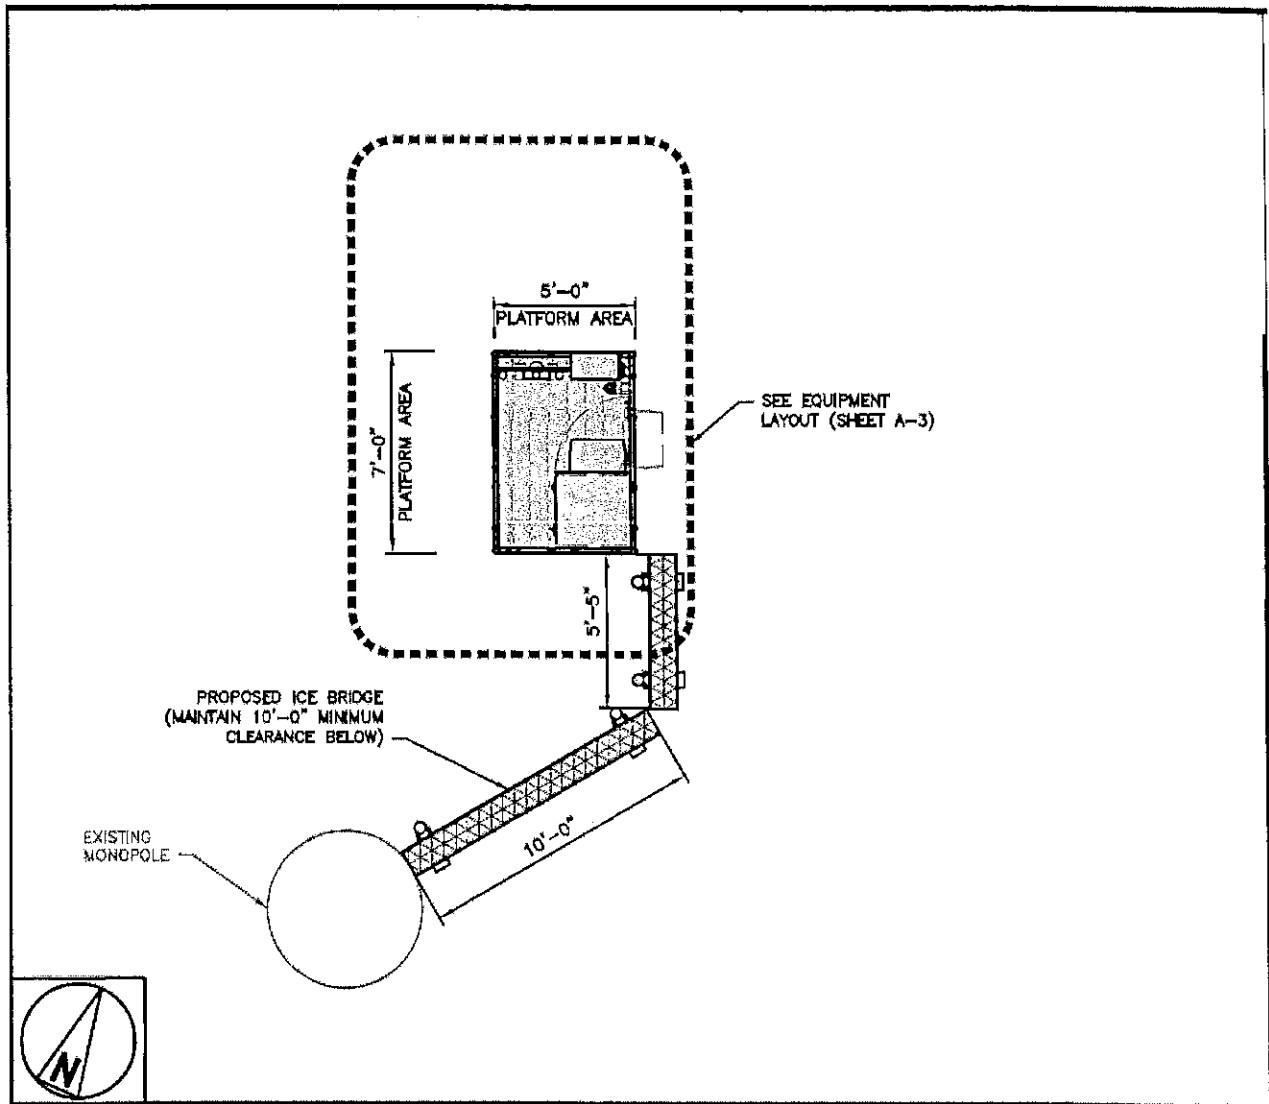 5'-0"
PLATFORM AREA
7'-0"
PLATFORM AREA
SEE EQUIPMENT
LAYOUT (SHEET A-3)
5'-5"
PROPOSED ICE BRIDGE
(MAINTAIN 10'-0" MINIMUM
CLEARANCE BELOW)
10'-0"
EXISTING
MONOPOLE
N